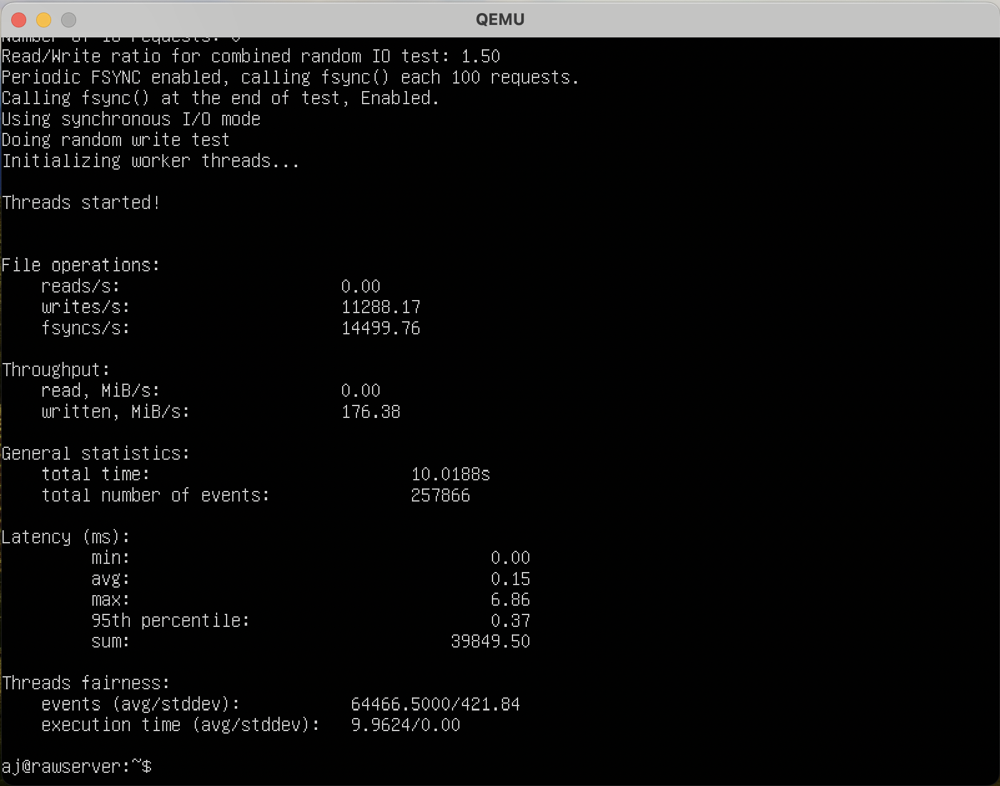 QEMU
Number of IO requests: 0
Read/Write ratio for combined random IO test: 1.50
Periodic FSYNC enabled, calling fsync() each 100 requests.
Calling fsync() at the end of test, Enabled.
Using synchronous I/O mode
Doing random write test
Initializing worker threads...
Threads started!
File operations:
reads/s: 0.00
writes/s: 11288.17
fsyncs/s: 14499.76
Throughput:
read, MiB/s: 0.00
written, MiB/s: 176.38
General statistics:
total time: 10.0188s
total number of events: 257866
Latency (ms):
min: 0.00
avg: 0.15
max: 6.86
95th percentile: 0.37
sum: 39849.50
Threads fairness:
events (avg/stddev): 64466.5000/421.84
execution time (avg/stddev): 9.9624/0.00
aj@rawserver:~$